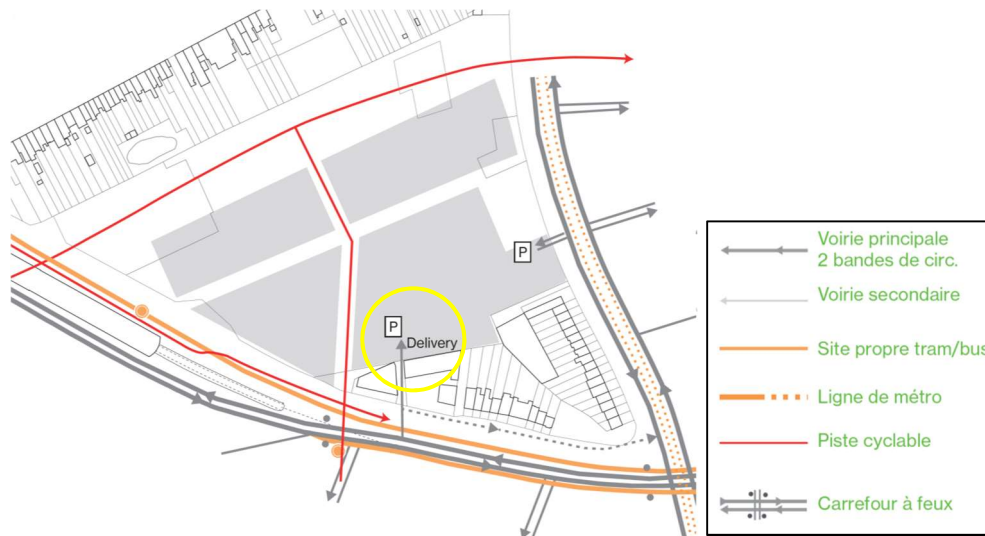 P
P
Delivery
Voirie principale
2 bandes de circ.
Voirie secondaire
Site propre tram/bus
Ligne de métro
Piste cyclable
Carrefour à feux